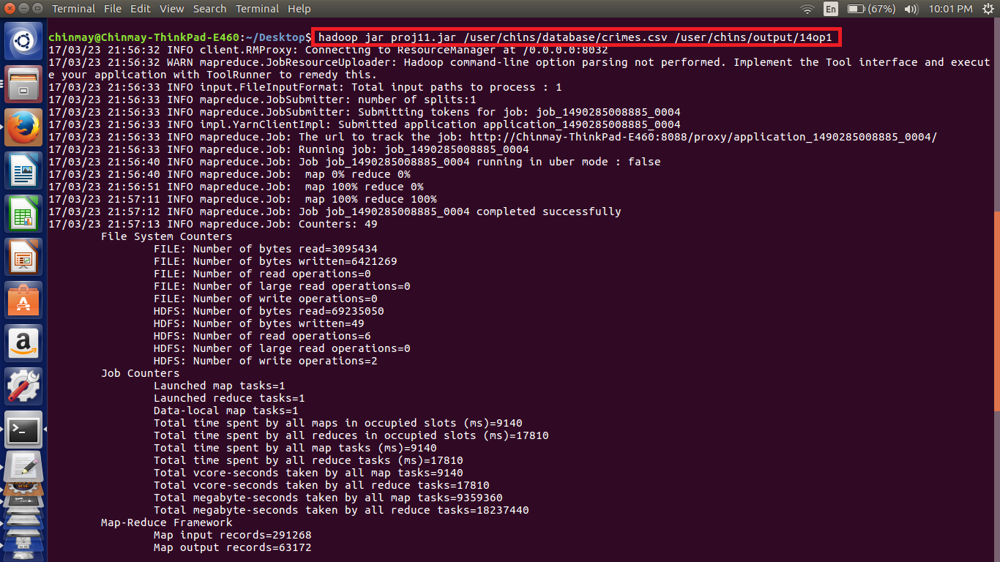 Terminal File Edit View Search Terminal Help En (67%) 10:01 PM
chinmay@Chinmay-ThinkPad-E460:~/Desktop$ hadoop jar proj11.jar /user/chins/database/crimes.csv /user/chins/output/14op1
17/03/23 21:56:32 INFO client.RMProxy: Connecting to ResourceManager at /0.0.0.0:8032
17/03/23 21:56:32 WARN mapreduce.JobResourceUploader: Hadoop command-line option parsing not performed. Implement the Tool interface and execut
e your application with ToolRunner to remedy this.
17/03/23 21:56:33 INFO input.FileInputFormat: Total input paths to process : 1
17/03/23 21:56:33 INFO mapreduce.JobSubmitter: number of splits:1
17/03/23 21:56:33 INFO mapreduce.JobSubmitter: Submitting tokens for job: job_1490285008885_0004
17/03/23 21:56:33 INFO impl.YarnClientImpl: Submitted application application_1490285008885_0004
17/03/23 21:56:33 INFO mapreduce.Job: The url to track the job: http://Chinmay-ThinkPad-E460:8088/proxy/application_1490285008885_0004/
17/03/23 21:56:33 INFO mapreduce.Job: Running job: job_1490285008885_0004
17/03/23 21:56:40 INFO mapreduce.Job: Job job_1490285008885_0004 running in uber mode : false
17/03/23 21:56:40 INFO mapreduce.Job:  map 0% reduce 0%
17/03/23 21:56:51 INFO mapreduce.Job:  map 100% reduce 0%
17/03/23 21:57:11 INFO mapreduce.Job:  map 100% reduce 100%
17/03/23 21:57:12 INFO mapreduce.Job: Job job_1490285008885_0004 completed successfully
17/03/23 21:57:13 INFO mapreduce.Job: Counters: 49
File System Counters
FILE: Number of bytes read=3095434
FILE: Number of bytes written=6421269
FILE: Number of read operations=0
FILE: Number of large read operations=0
FILE: Number of write operations=0
HDFS: Number of bytes read=69235050
HDFS: Number of bytes written=49
HDFS: Number of read operations=6
HDFS: Number of large read operations=0
HDFS: Number of write operations=2
Job Counters
Launched map tasks=1
Launched reduce tasks=1
Data-local map tasks=1
Total time spent by all maps in occupied slots (ms)=9140
Total time spent by all reduces in occupied slots (ms)=17810
Total time spent by all map tasks (ms)=9140
Total time spent by all reduce tasks (ms)=17810
Total vcore-seconds taken by all map tasks=9140
Total vcore-seconds taken by all reduce tasks=17810
Total megabyte-seconds taken by all map tasks=9359360
Total megabyte-seconds taken by all reduce tasks=18237440
Map-Reduce Framework
Map input records=291268
Map output records=63172